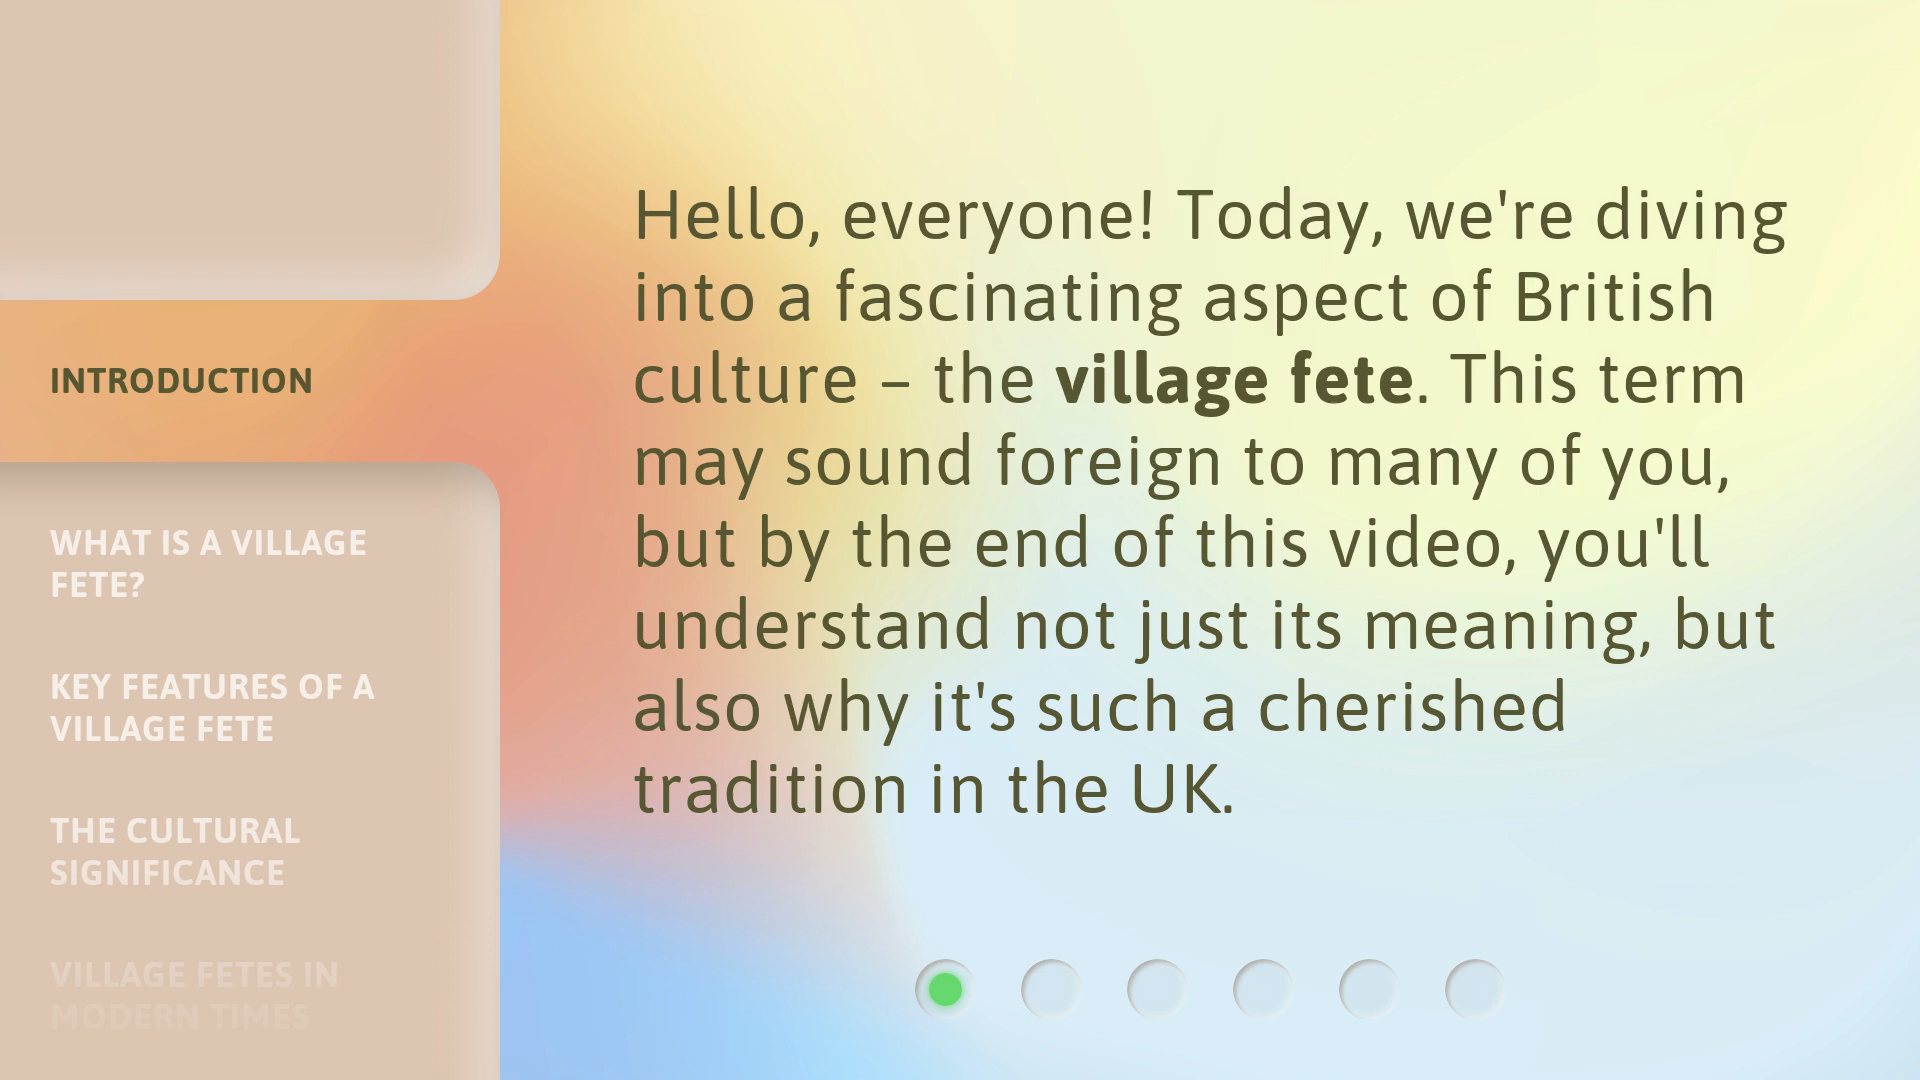 INTRODUCTION
WHAT IS A VILLAGE
FETE?
KEY FEATURES OF A
VILLAGE FETE
THE CULTURAL
SIGNIFICANCE
VILLAGE FETES IN
MODERN TIMES
Hello, everyone! Today, we're diving
into a fascinating aspect of British
culture – the village fete. This term
may sound foreign to many of you,
but by the end of this video, you'll
understand not just its meaning, but
also why it's such a cherished
tradition in the UK.